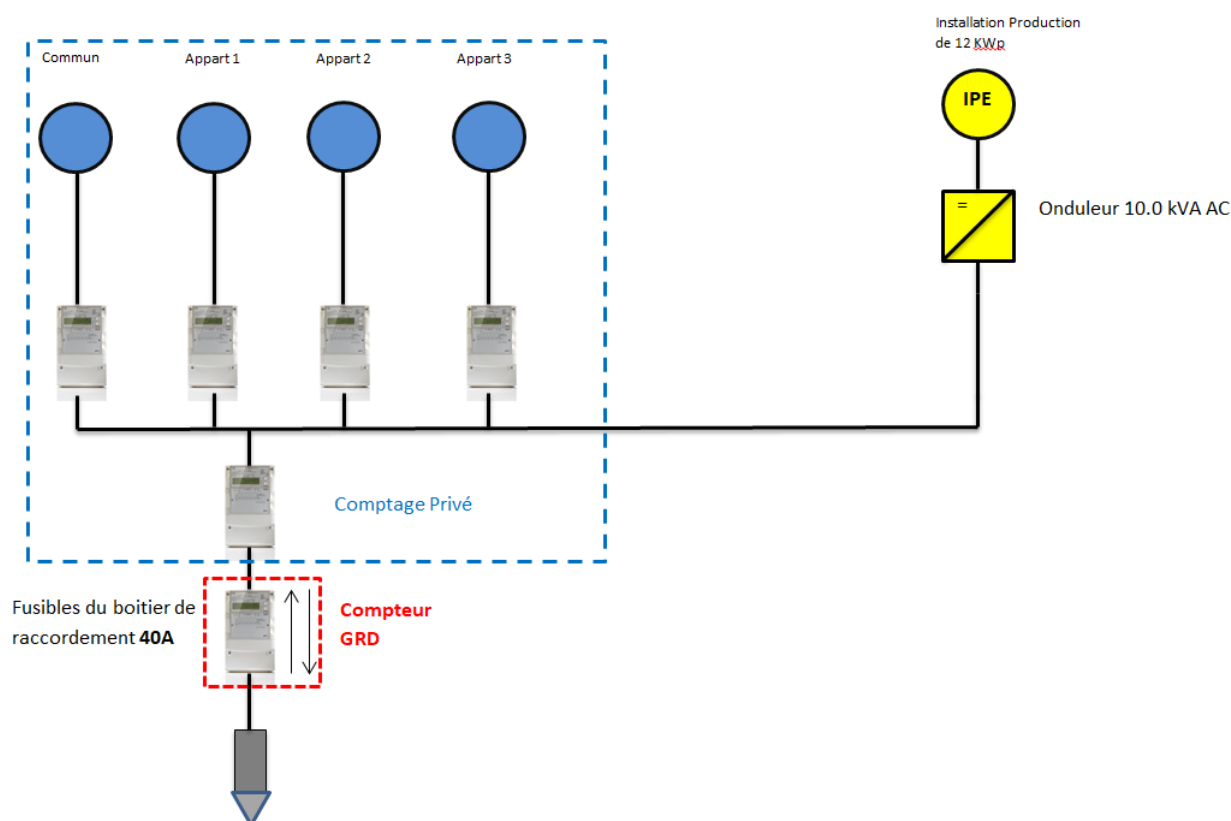 Installation Production
de 12 KWp
Commun
Appart 1
Appart 2
Appart 3
IPE
=
Onduleur 10.0 kVA AC
Comptage Privé
Fusibles du boitier de
raccordement 40A
Compteur
GRD